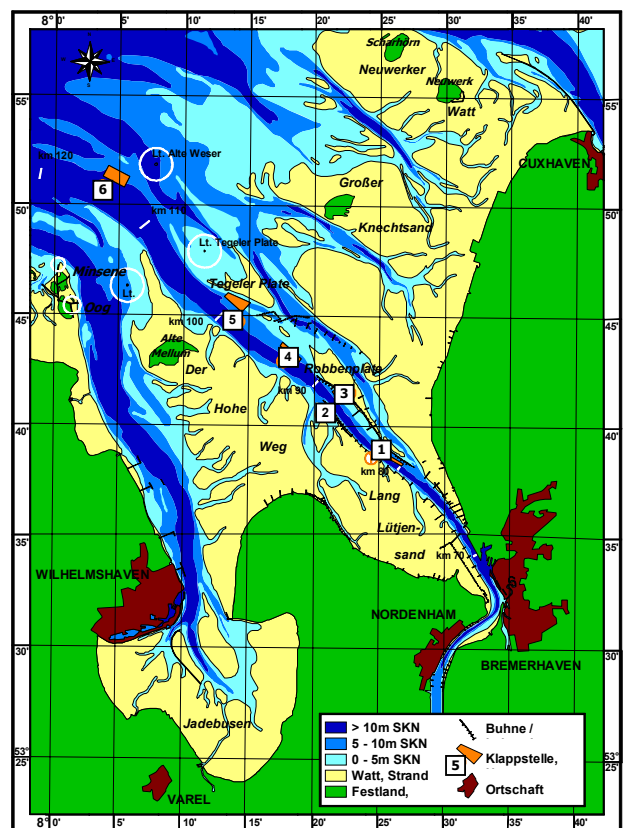 8° 0' 5' 10' 15' 20' 25' 30' 35' 40'
Scharhörn
Neuwerker
Neuwerk
Watt
55'
55'
CUXHAVEN
km 120
Lt. Alte Weser
6
Großer
Knechtsand
50'
50'
km 110
Lt. Tegeler Plate
Minsener
Oog
Lt.
Tegeler Plate
45'
45'
km 100
5
Alte
Mellum
Der
4
Robbenplate
km 90
3
2
Hohe
40'
40'
Weg
1
km 80
Lang
Lütjen-
sand
35'
35'
km 70
WILHELMSHAVEN
NORDENHAM
BREMERHAVEN
30'
30'
Jadebusen
VAREL
53°
25'
53°
25'
> 10m SKN
5 - 10m SKN
0 - 5m SKN
Watt, Strand
Festland,
Buhne /
5
Klappstelle,
Ortschaft
8° 0' 5' 10' 15' 20' 25' 30' 35' 40'